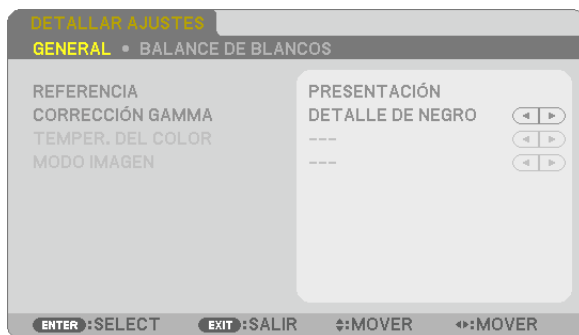 DETALLAR AJUSTES
GENERAL • BALANCE DE BLANCOS
REFERENCIA PRESENTACIÓN
CORRECCIÓN GAMMA DETALLE DE NEGRO
TEMPER. DEL COLOR ---
MODO IMAGEN ---
ENTER :SELECT EXIT :SALIR :MOVER :MOVER